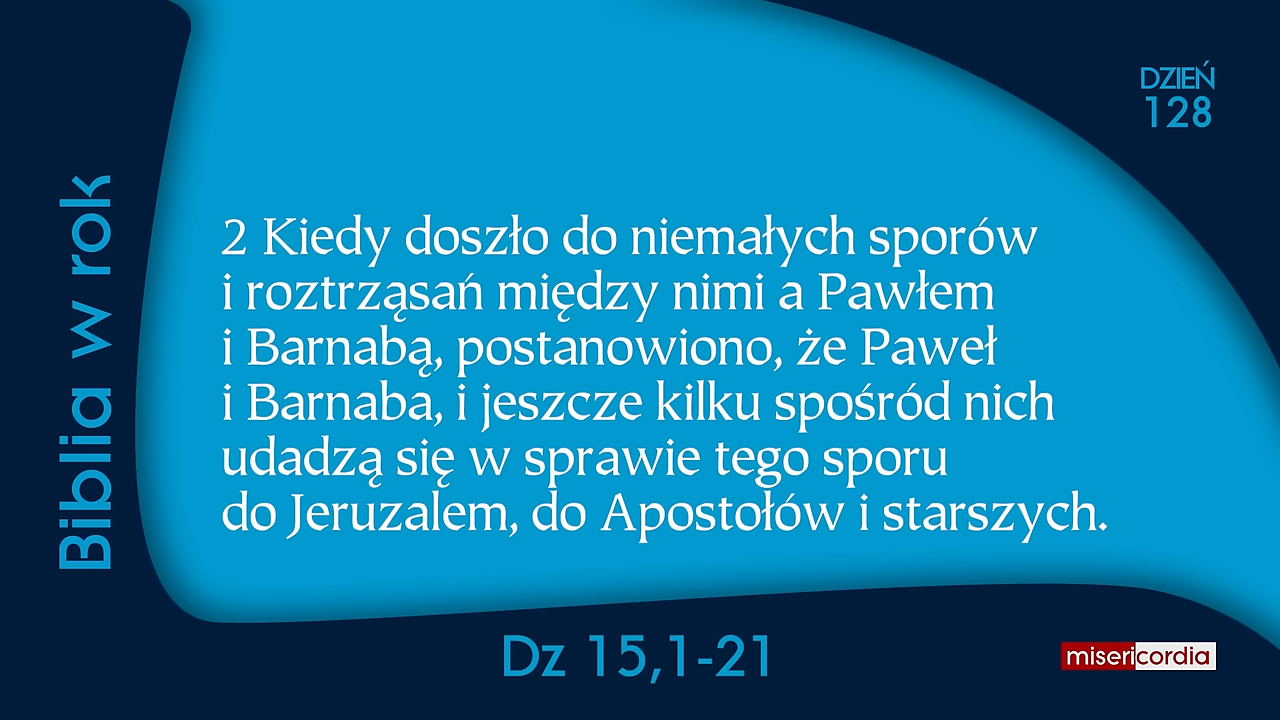 DZIEŃ
128
Biblia w rok
2 Kiedy doszło do niemałych sporów
i roztrząsań między nimi a Pawłem
i Barnabą, postanowiono, że Paweł
i Barnaba, i jeszcze kilku spośród nich
udadzą się w sprawie tego sporu
do Jeruzalem, do Apostołów i starszych.
Dz 15,1-21
misericordia